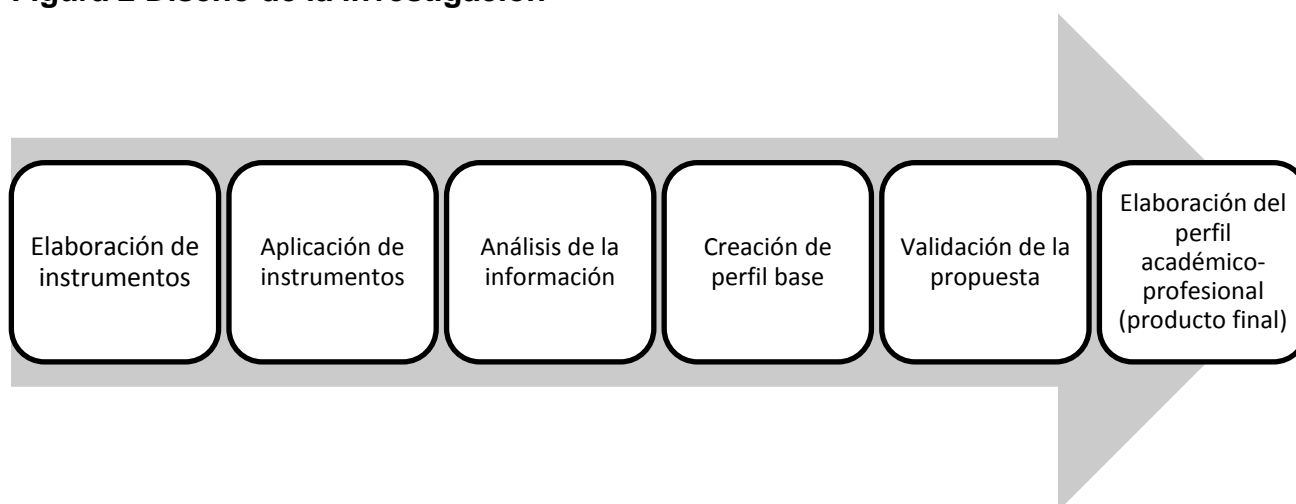 Figura 2 Diseño de la investigación
Elaboración de
instrumentos
Aplicación de
instrumentos
Análisis de la
información
Creación de
perfil base
Validación de la
propuesta
Elaboración del
perfil
académico-
profesional
(producto final)